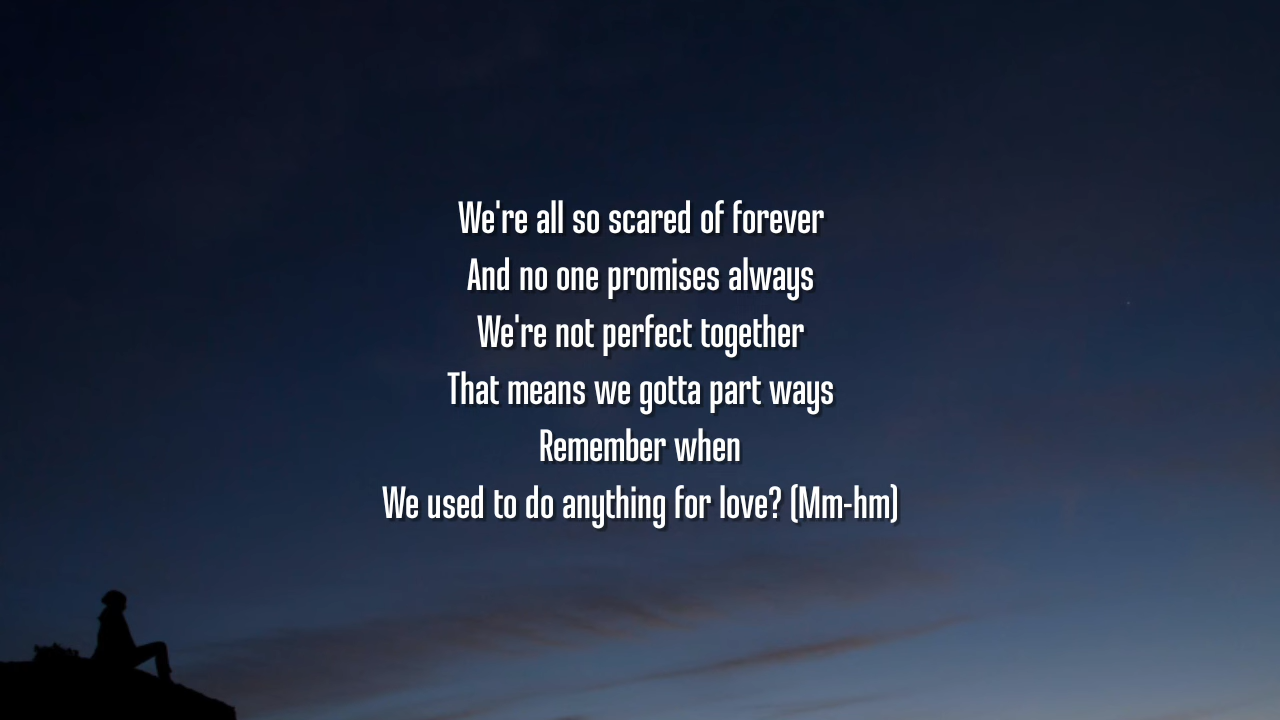 We're all so scared of forever
And no one promises always
We're not perfect together
That means we gotta part ways
Remember when
We used to do anything for love? (Mm-hm)